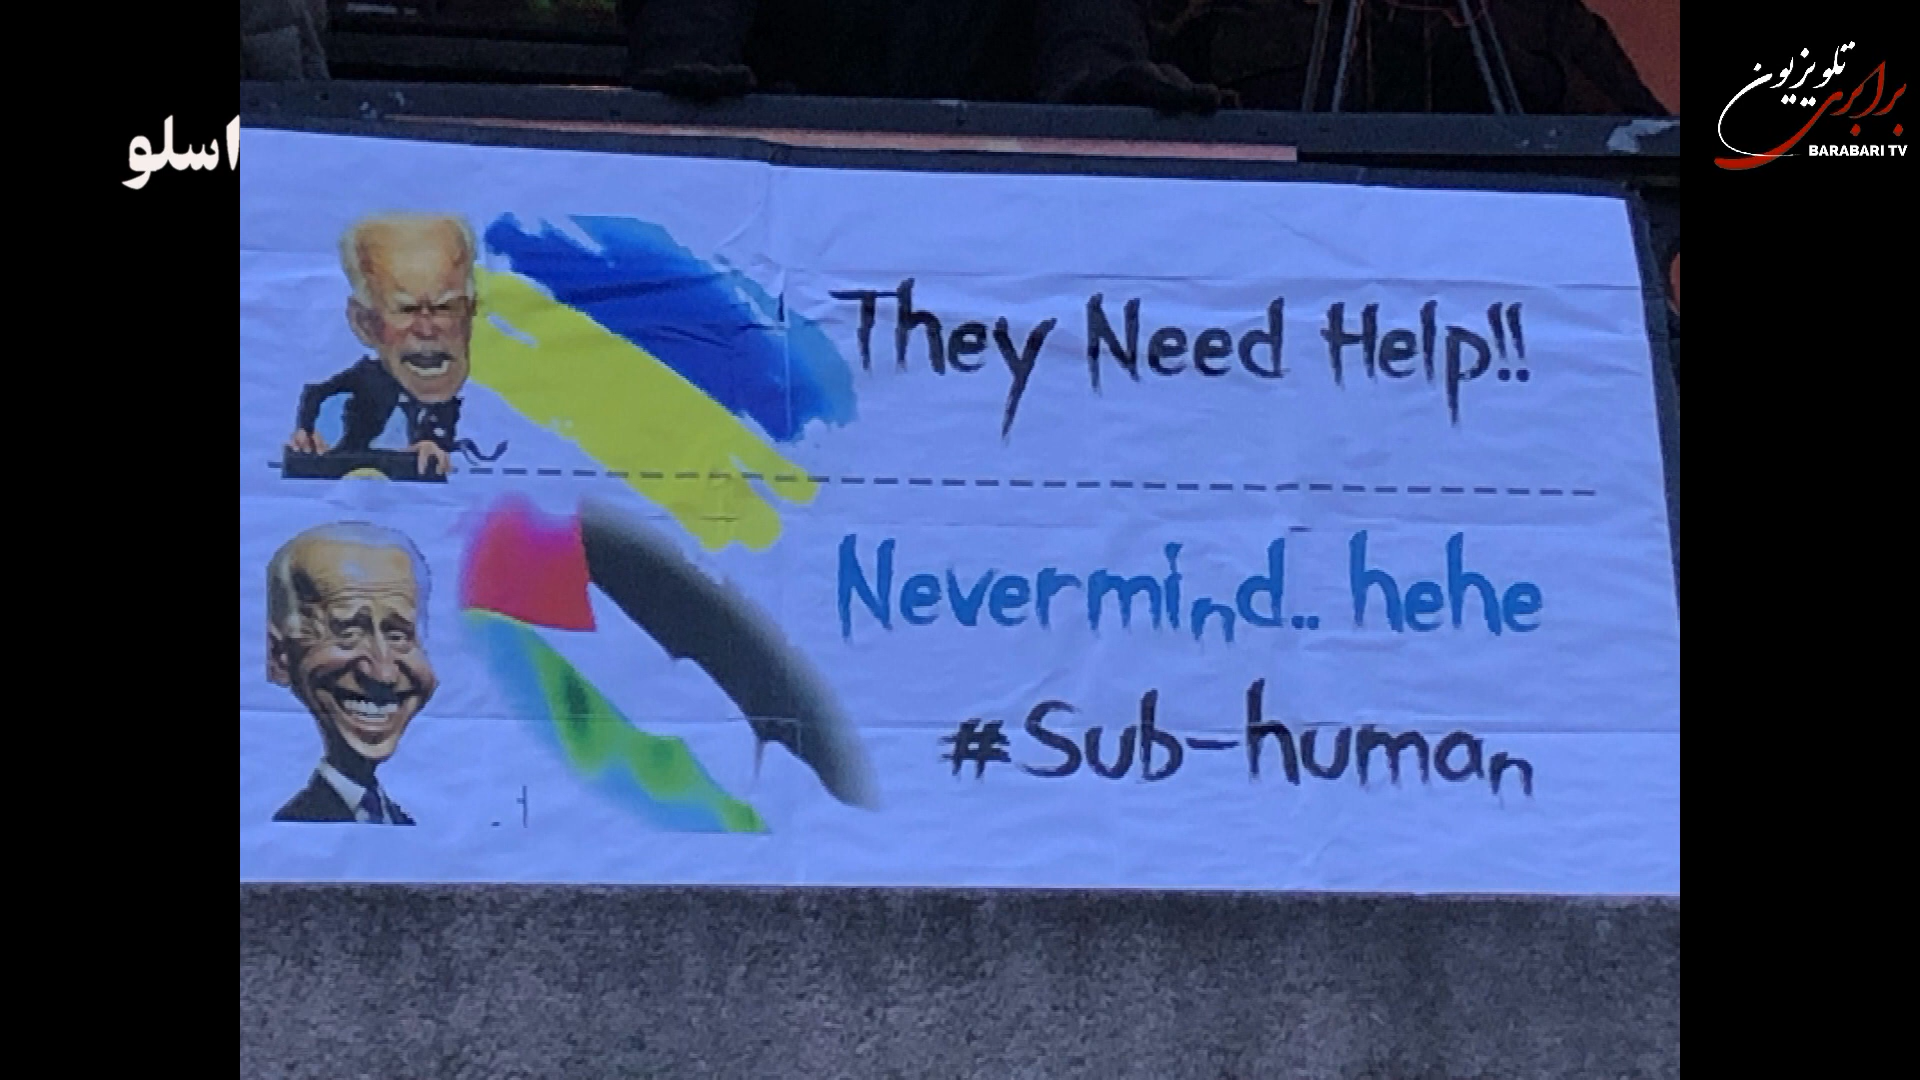 تلویزیون
برابری
BARABARI TV
اسلو
They Need Help!!
Nevermind.. hehe
#Sub-human